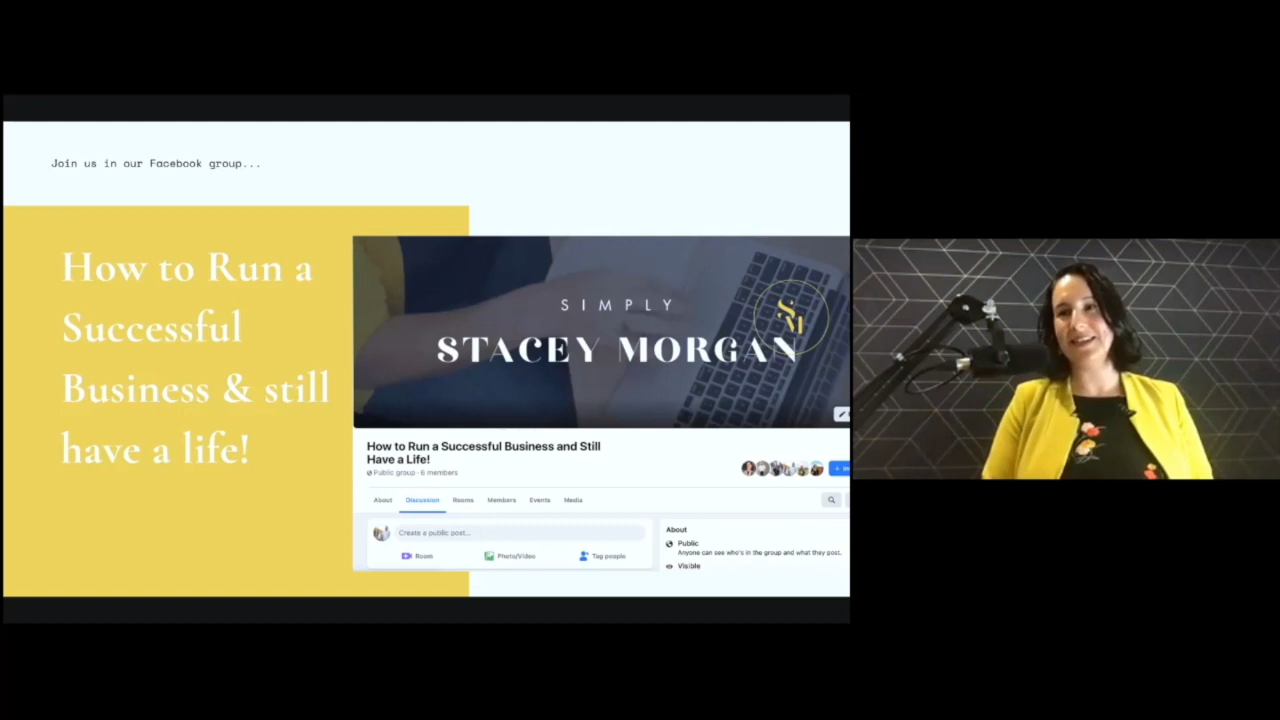 Join us in our Facebook group...
How to Run a
Successful
Business & still
have a life!
SIMPLY
STACEY MORGAN
SM
How to Run a Successful Business and Still
Have a Life!
Public group · 6 members
About Discussion Rooms Members Events Media
Create a public post...
Room Photo/Video Tag people
About
Public
Anyone can see who's in the group and what they post.
Visible